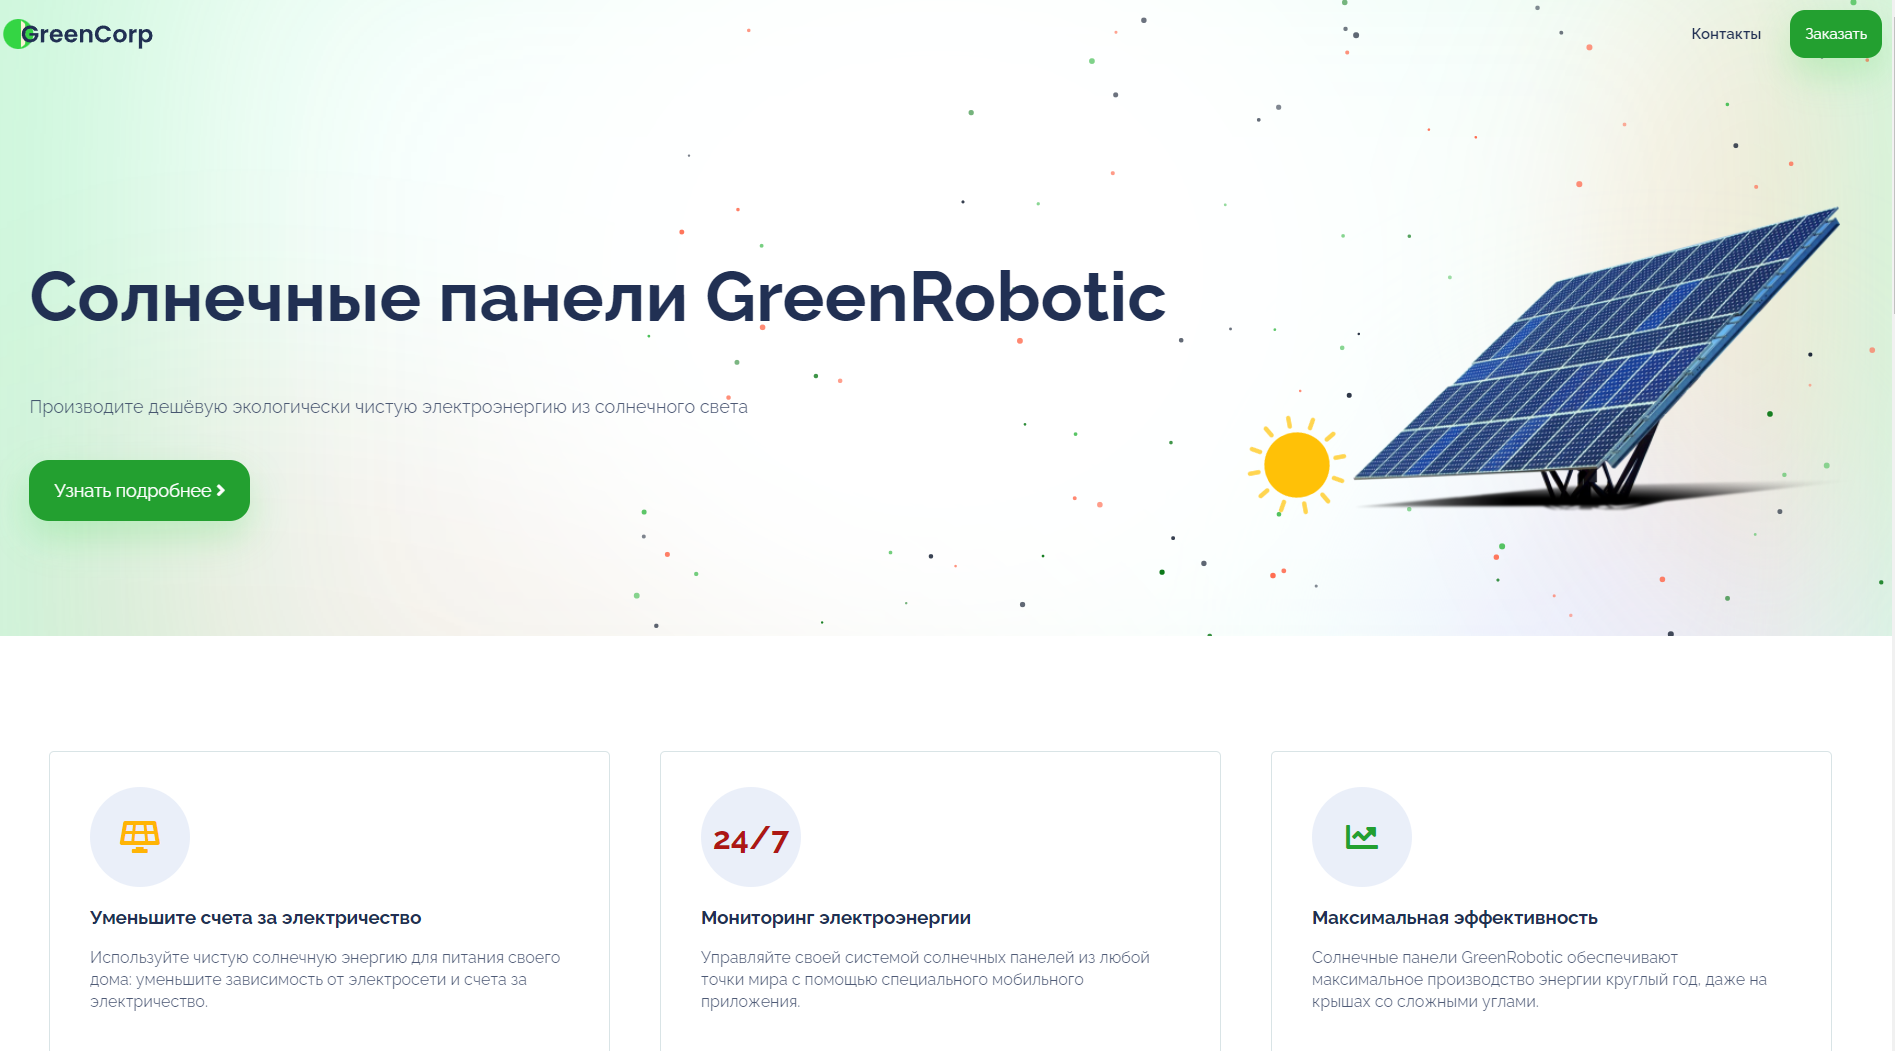 GreenCorp
Контакты
Заказать
Солнечные панели GreenRobotic
Производите дешёвую экологически чистую электроэнергию из солнечного света
Узнать подробнее
24/7
Уменьшите счета за электричество
Используйте чистую солнечную энергию для питания своего
дома; уменьшите зависимость от электросети и счета за
электричество.
Мониторинг электроэнергии
Управляйте своей системой солнечных панелей из любой
точки мира с помощью специального мобильного
приложения.
Максимальная эффективность
Солнечные панели GreenRobotic обеспечивают
максимальное производство энергии круглый год, даже на
крышах со сложными углами.